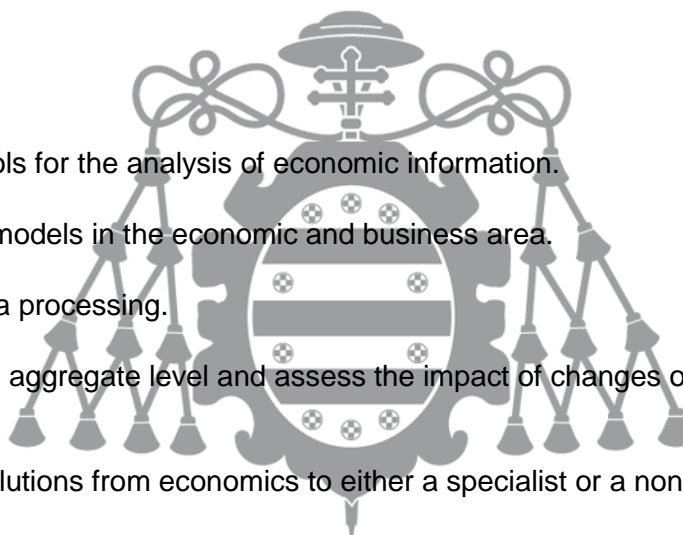 ols for the analysis of economic information.
models in the economic and business area.
a processing.
aggregate level and assess the impact of changes o
lutions from economics to either a specialist or a non